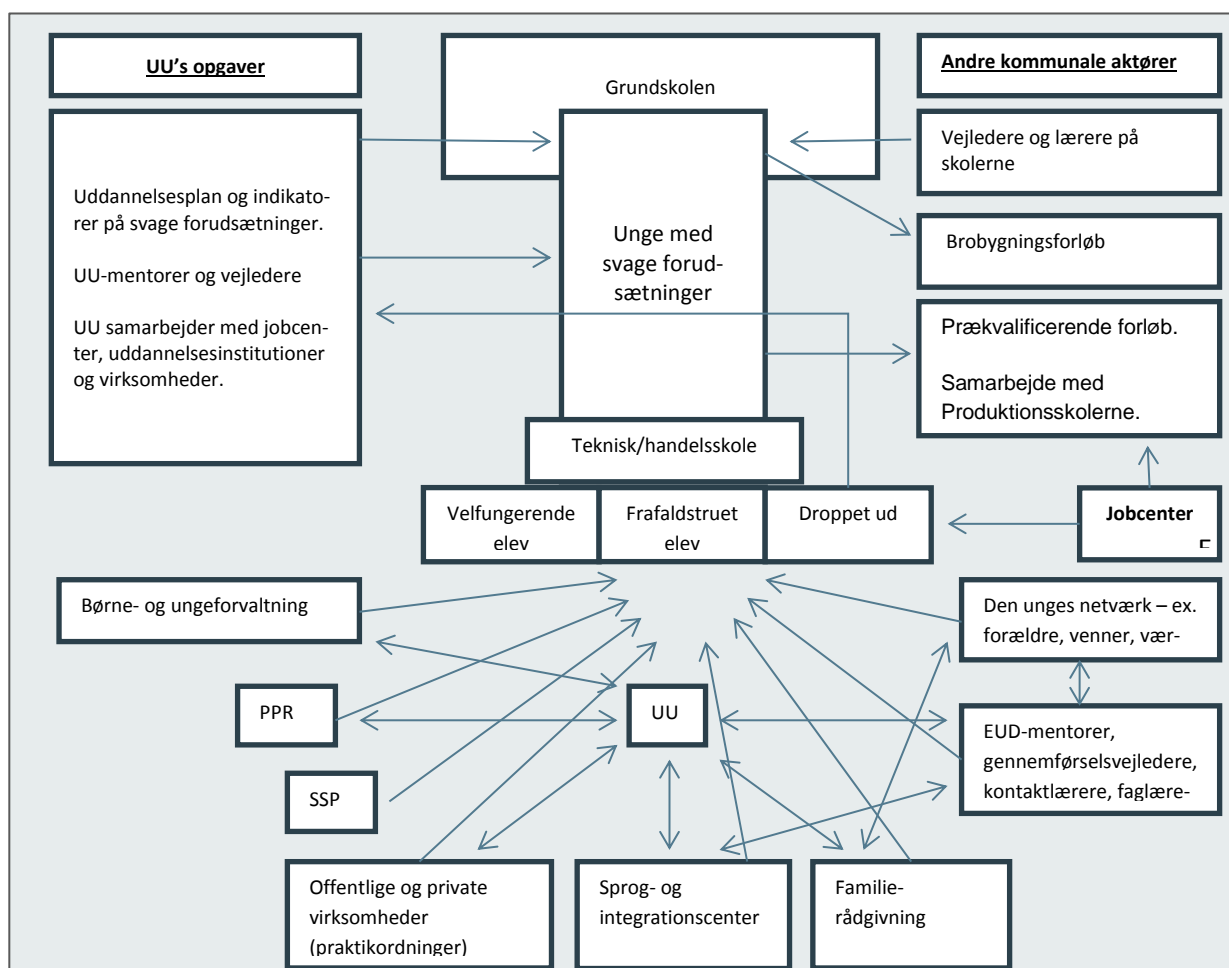 UU's opgaver
Grundskolen
Andre kommunale aktører
Uddannelsesplan og indikato-
rer på svage forudsætninger.
UU-mentorer og vejledere
UU samarbejder med jobcen-
ter, uddannelsesinstitutioner
og virksomheder.
Unge med
svage forud-
sætninger
Vejledere og lærere på
skolerne
Brobygningsforløb
Prækvalificerende forløb.
Samarbejde med
Produktionsskolerne.
Teknisk/handelsskole
Velfungerende
elev
Frafaldstruet
elev
Droppet ud
Jobcenter
Børne- og ungeforvaltning
Den unges netværk – ex.
forældre, venner, vær-
PPR
UU
EUD-mentorer,
gennemførselsvejledere,
kontaktlærere, faglære-
SSP
Offentlige og private
virksomheder
(praktikordninger)
Sprog- og
integrationscenter
Familie-
rådgivning